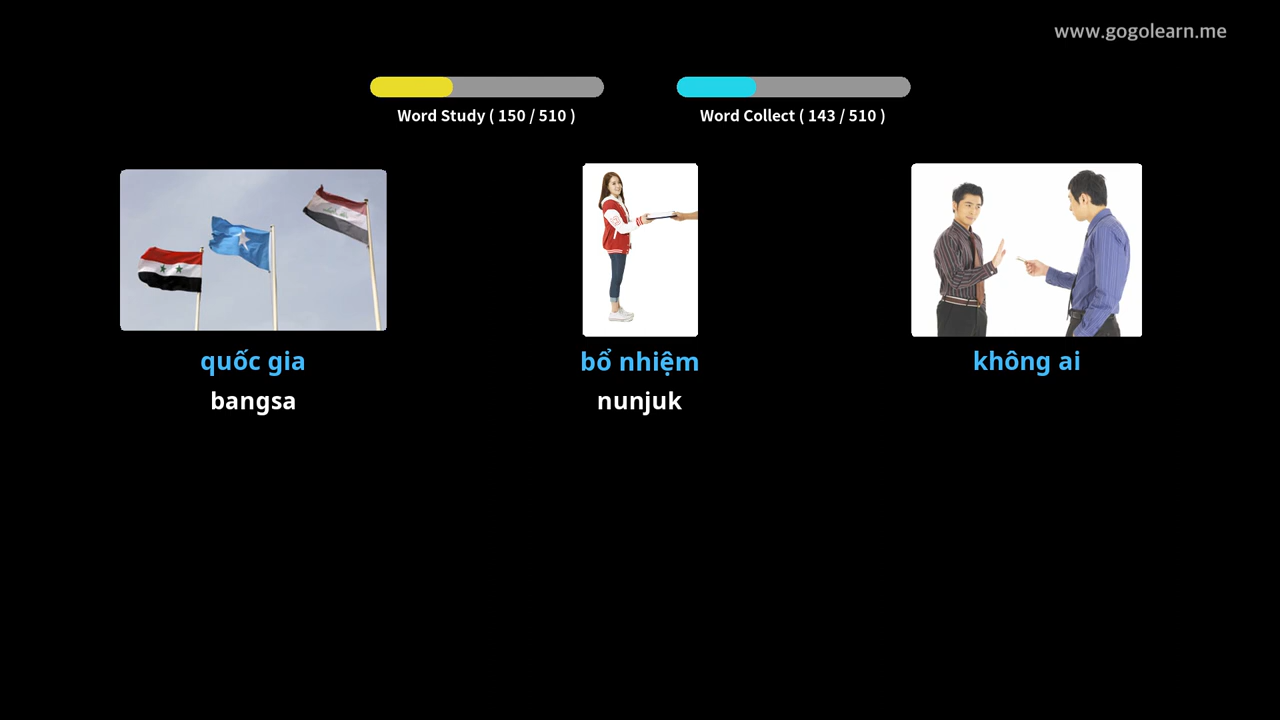 www.gogolearn.me
Word Study ( 150 / 510 )
Word Collect ( 143 / 510 )
quốc gia
bổ nhiệm
không ai
bangsa
nunjuk